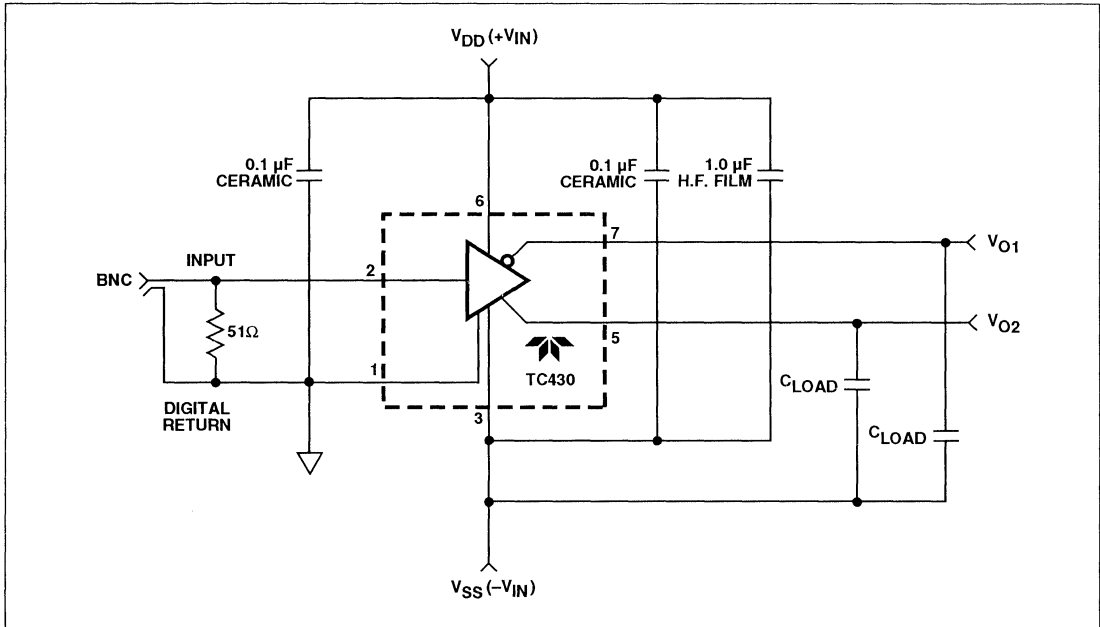 VDD (+VIN)
0.1 µF
CERAMIC
0.1 µF
CERAMIC
1.0 µF
H.F. FILM
6
7
VO1
INPUT
BNC
2
51Ω
VO2
5
TC430
1
CLOAD
DIGITAL
RETURN
3
CLOAD
VSS (–VIN)